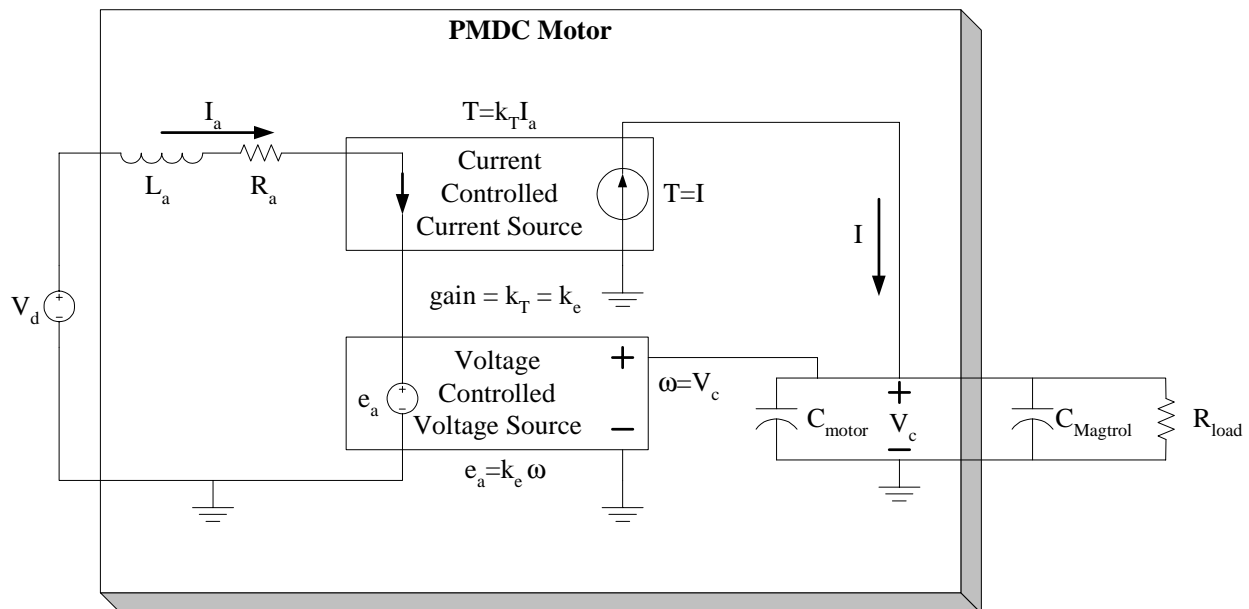 PMDC Motor
T=k_T I_a
I_a
L_a
R_a
Current
Controlled
Current Source
T=I
I
gain = k_T = k_e
V_d
+
−
Voltage
Controlled
Voltage Source
+
−
e_a
+
−
ω=V_c
e_a=k_e ω
C_motor
+
V_c
−
C_Magtrol
R_load